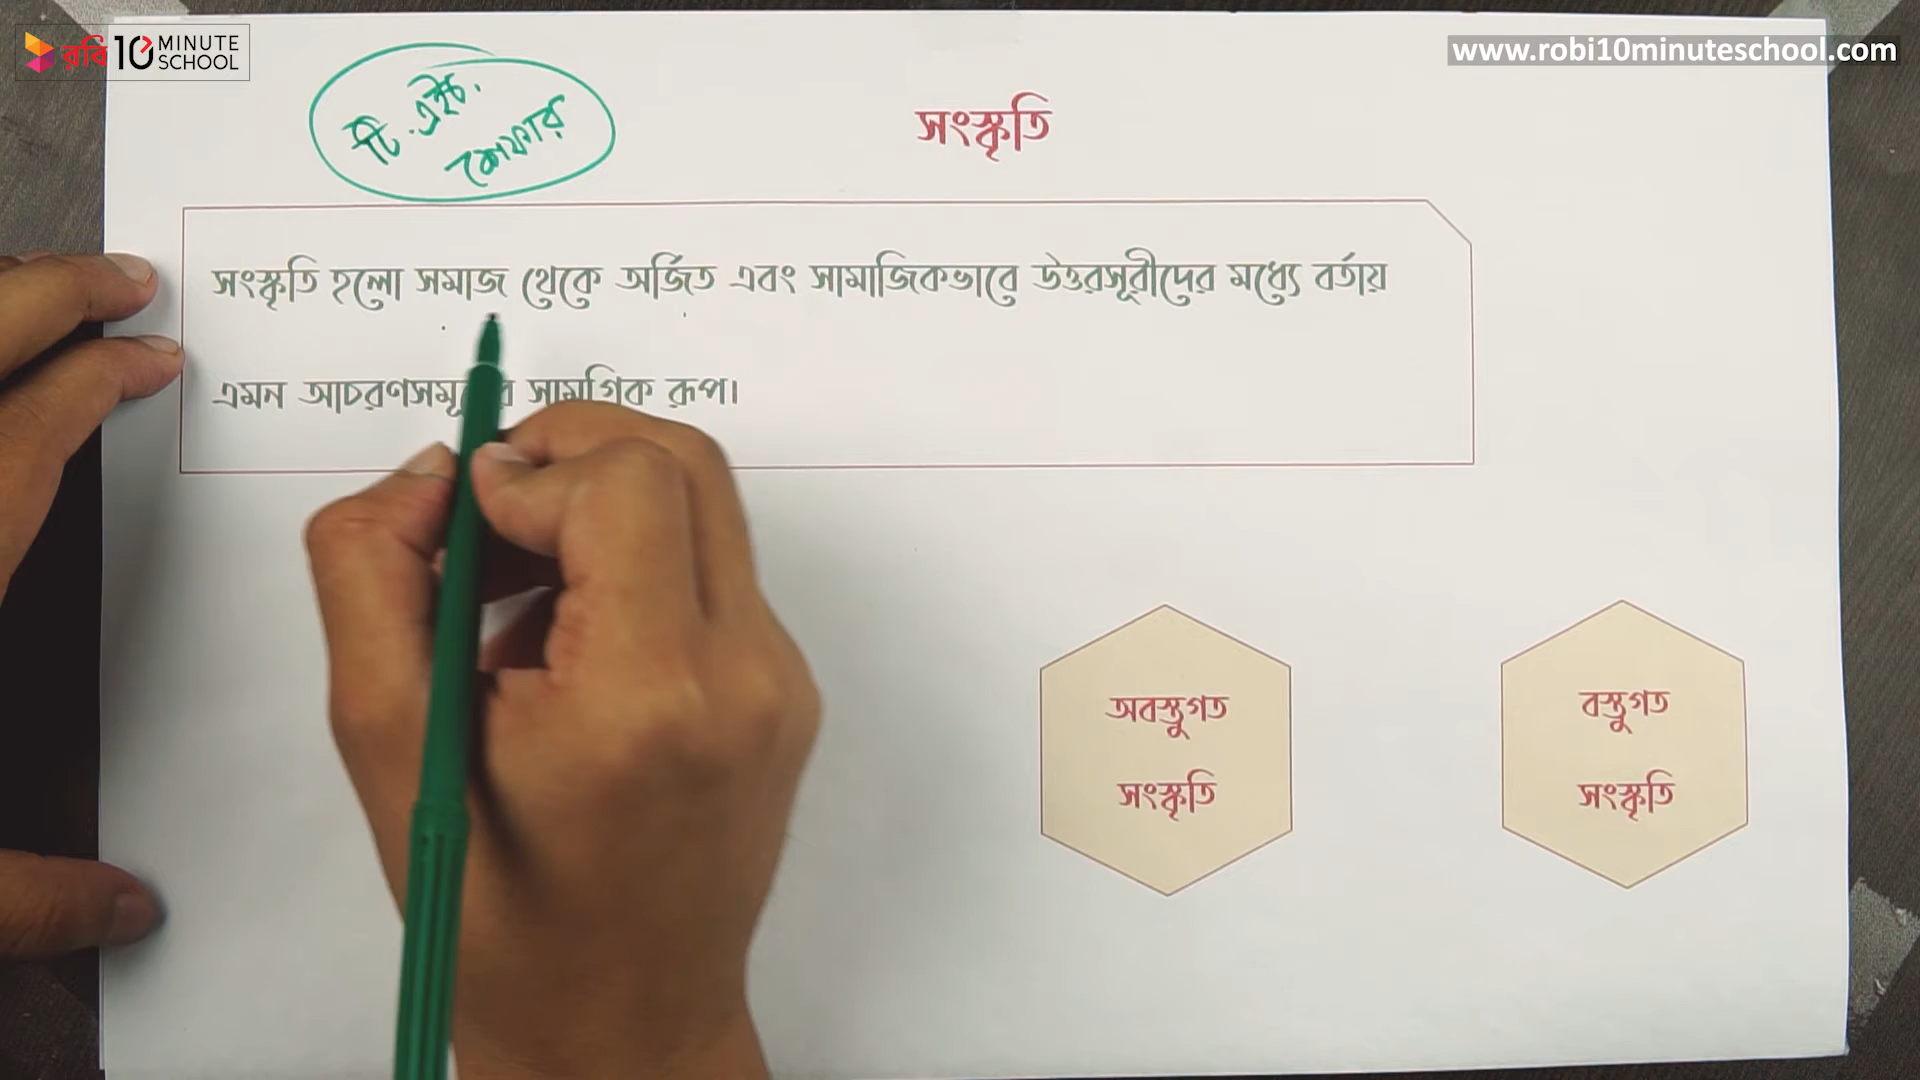 রবি 10 MINUTE SCHOOL
www.robi10minuteschool.com
টি. এইচ.
শেফার
সংস্কৃতি
সংস্কৃতি হলো সমাজ থেকে অর্জিত এবং সামাজিকভাবে উত্তরসূরীদের মধ্যে বর্তায়
এমন সামগ্রিক রূপ।
অবস্তুগত
সংস্কৃতি
বস্তুগত
সংস্কৃতি